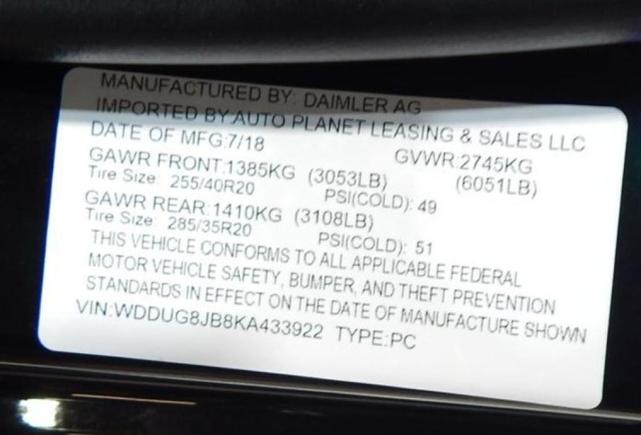 MANUFACTURED BY: DAIMLER AG
IMPORTED BY:AUTO PLANET LEASING & SALES LLC
DATE OF MFG:7/18 GVWR:2745KG
GAWR FRONT:1385KG (3053LB) (6051LB)
Tire Size: 255/40R20 PSI(COLD): 49
GAWR REAR:1410KG (3108LB)
Tire Size: 285/35R20 PSI(COLD): 51
THIS VEHICLE CONFORMS TO ALL APPLICABLE FEDERAL
MOTOR VEHICLE SAFETY, BUMPER, AND THEFT PREVENTION
STANDARDS IN EFFECT ON THE DATE OF MANUFACTURE SHOWN
VIN:WDDUG8JB8KA433922 TYPE:PC